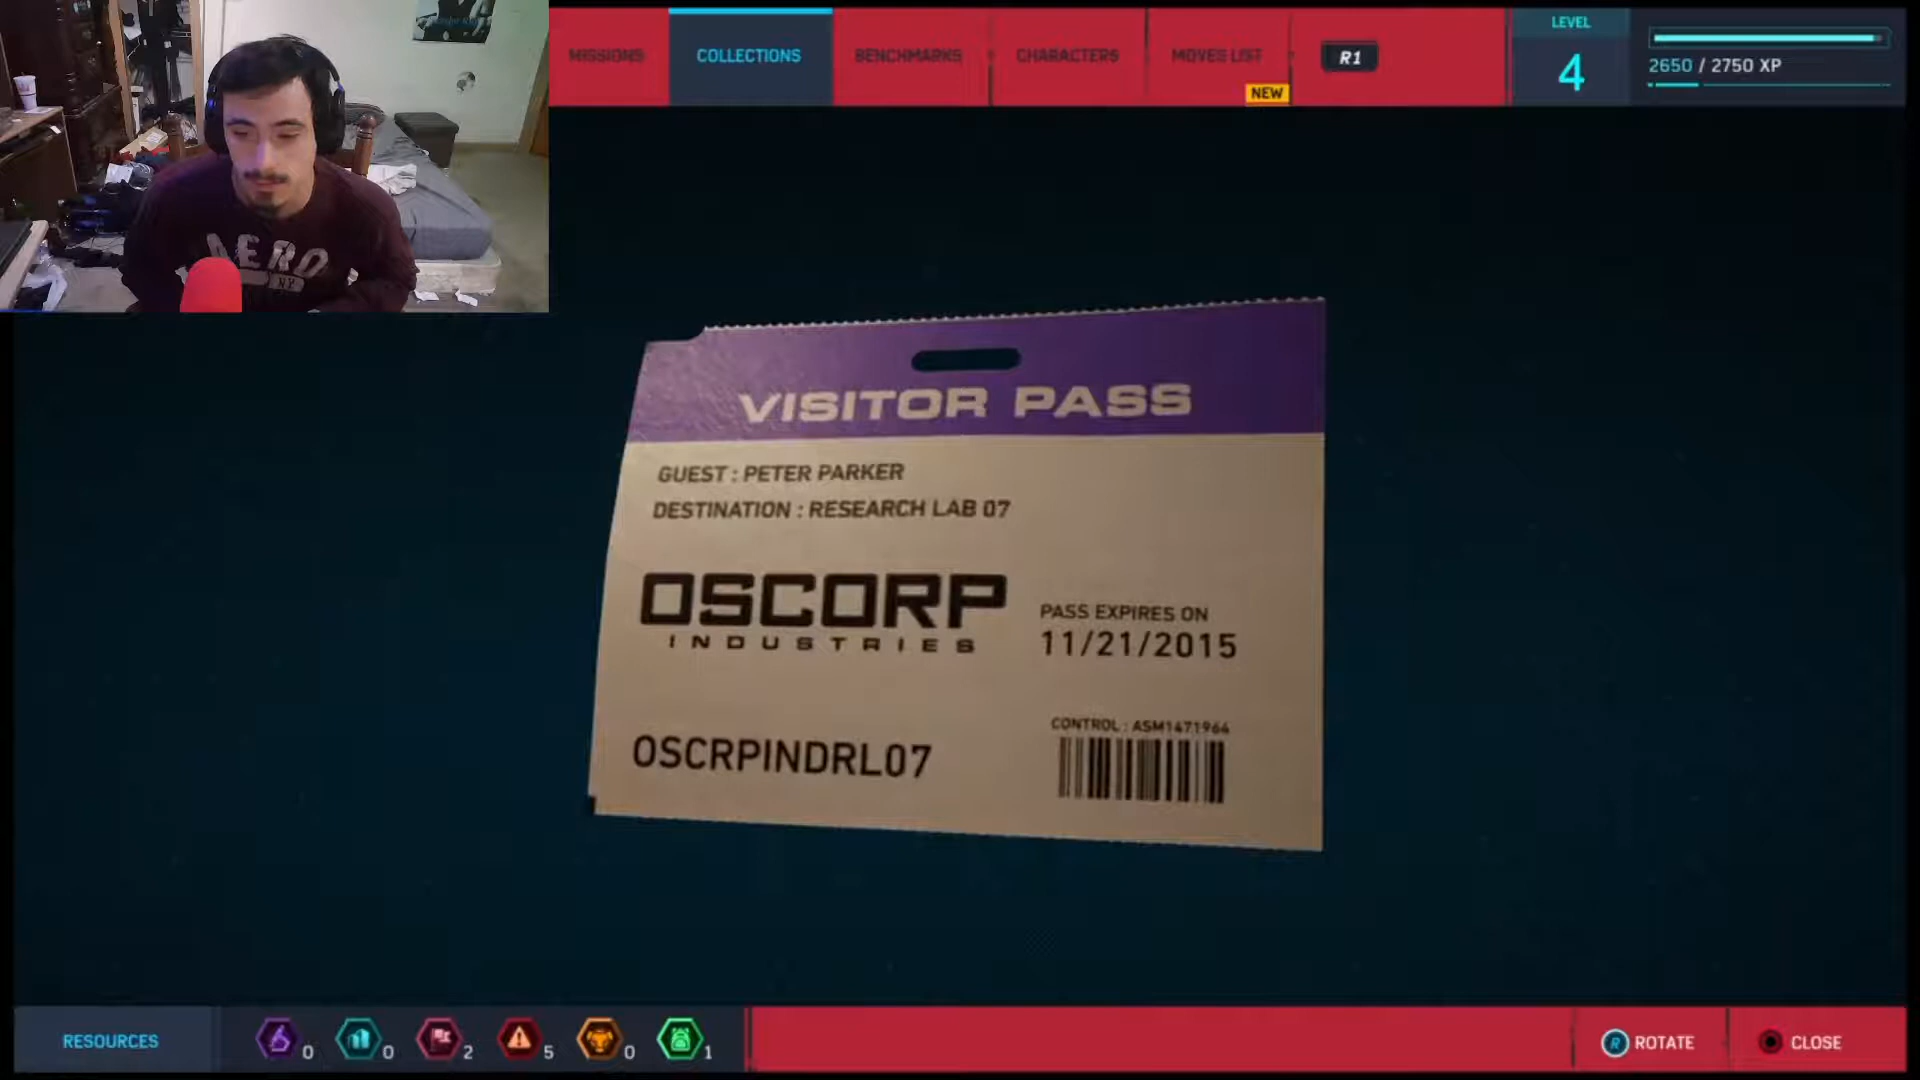 MISSIONS
COLLECTIONS
BENCHMARKS
CHARACTERS
MOVES LIST
NEW
R1
LEVEL
4
2650 / 2750 XP
AERO
NY
VISITOR PASS
GUEST : PETER PARKER
DESTINATION : RESEARCH LAB 07
OSCORP
INDUSTRIES
PASS EXPIRES ON
11/21/2015
OSCRPINDRL07
CONTROL : ASM1471964
RESOURCES
0
0
2
5
0
1
R ROTATE
CLOSE